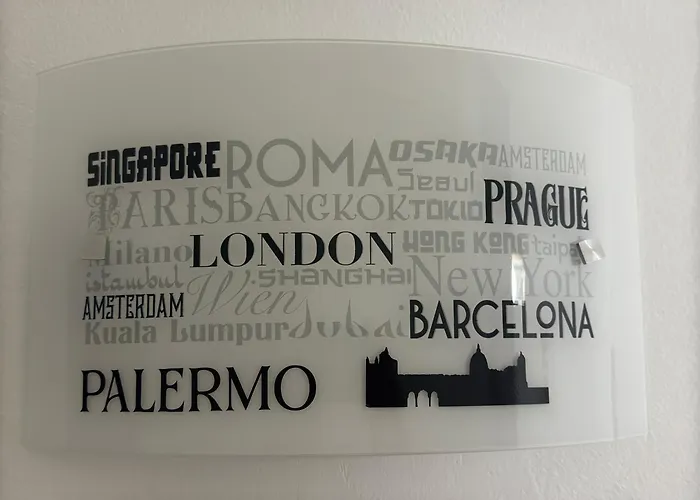 SiNGAPORE ROMA OSAKA AMSTERDAM
Seoul
PARIS BANGKOK TOKIO PRAGUE
Milano LONDON HONG KONG taipei
istambul Wien SHANGHAI New York
AMSTERDAM
Kuala Lumpur Dubai BARCELONA
PALERMO